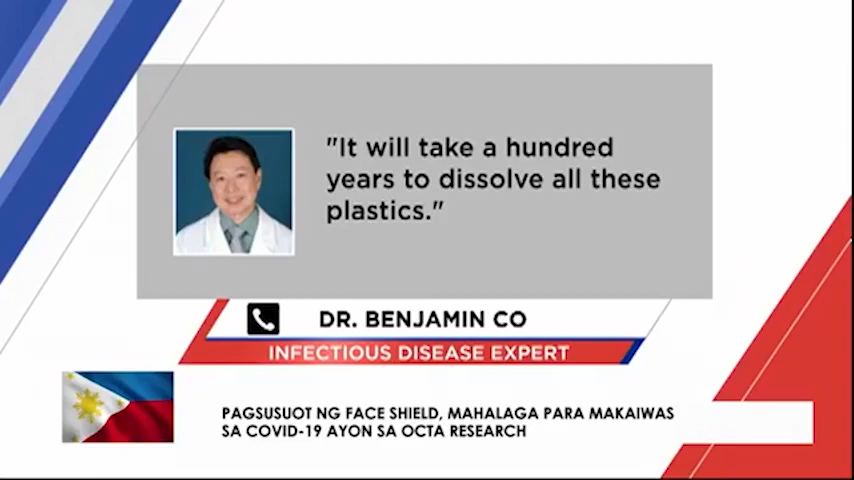 "It will take a hundred
years to dissolve all these
plastics."
DR. BENJAMIN CO
INFECTIOUS DISEASE EXPERT
PAGSUSUOT NG FACE SHIELD, MAHALAGA PARA MAKAIWAS
SA COVID-19 AYON SA OCTA RESEARCH